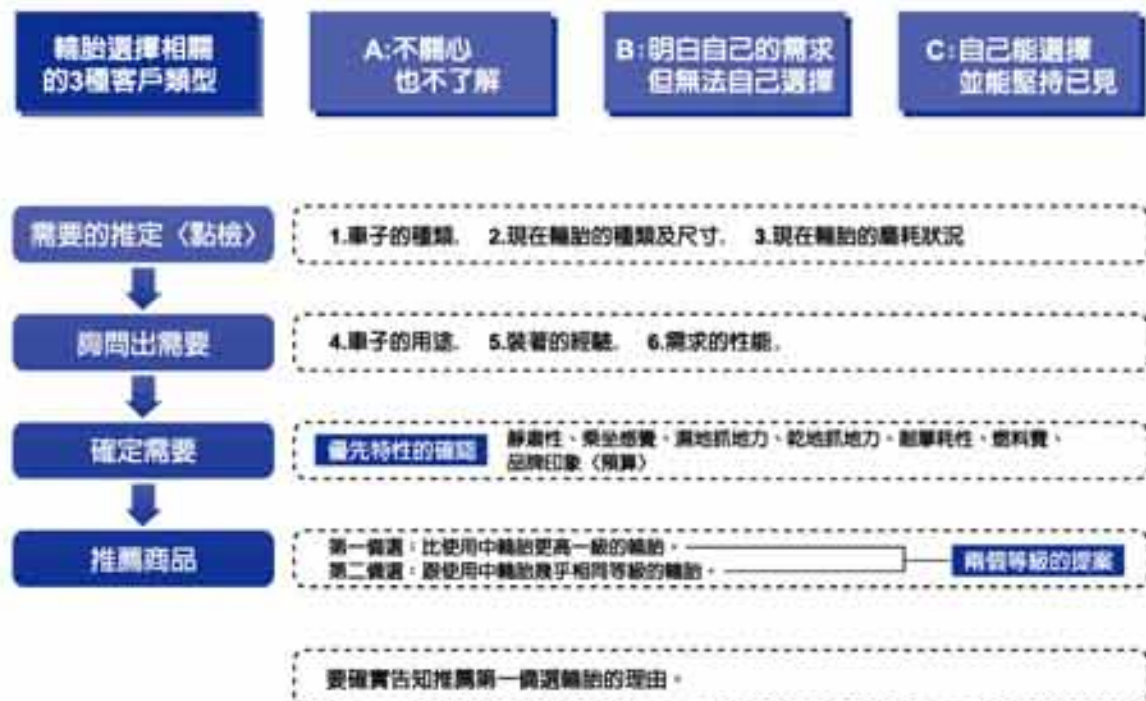 輪胎選擇相關
的3種客戶類型
A:不關心
也不了解
B:明白自己的需求
但無法自己選擇
C:自己能選擇
並能堅持己見
需要的推定〈點檢〉
1.車子的種類. 2.現在輪胎的種類及尺寸. 3.現在輪胎的磨耗狀況
詢問出需要
4.車子的用途. 5.裝著的經驗. 6.需求的性能.
確定需要
優先特性的確認
靜肅性、乘坐感覺、濕地抓地力、乾地抓地力、耐摩耗性、燃料費、
品牌印象〈預算〉
推薦商品
第一備選：比使用中輪胎更高一級的輪胎。
第二備選：跟使用中輪胎幾乎相同等級的輪胎。
兩個等級的提案
要確實告知推薦第一備選輪胎的理由。